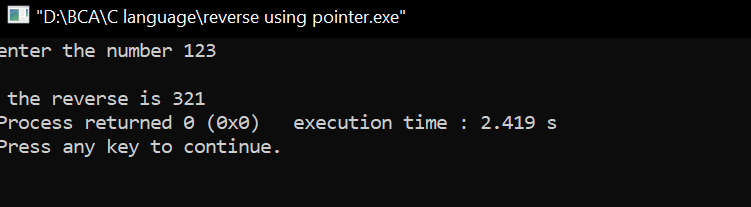 "D:\BCA\C language\reverse using pointer.exe"
enter the number 123
the reverse is 321
Process returned 0 (0x0)   execution time : 2.419 s
Press any key to continue.